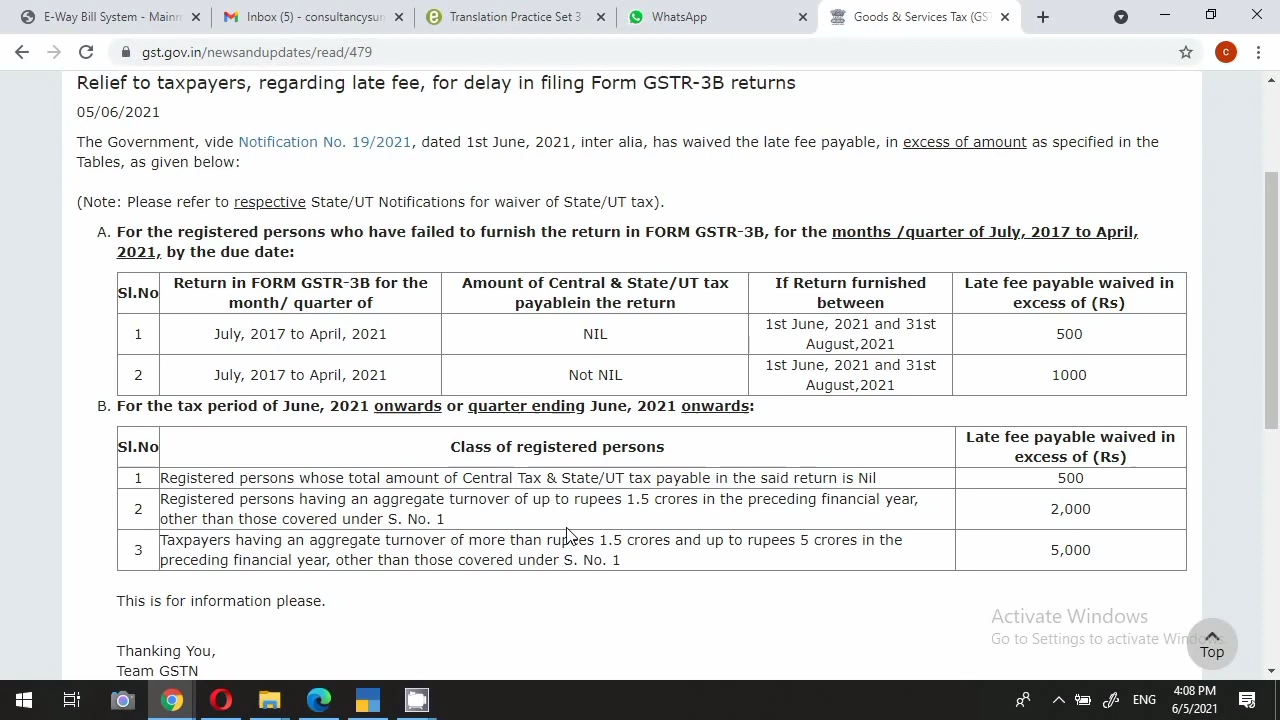 E-Way Bill System - Mainm
Inbox (5) - consultancysun
Translation Practice Set 3
WhatsApp
Goods & Services Tax (GST
gst.gov.in/newsandupdates/read/479
C
Relief to taxpayers, regarding late fee, for delay in filing Form GSTR-3B returns
05/06/2021
The Government, vide Notification No. 19/2021, dated 1st June, 2021, inter alia, has waived the late fee payable, in excess of amount as specified in the
Tables, as given below:
(Note: Please refer to respective State/UT Notifications for waiver of State/UT tax).
A. For the registered persons who have failed to furnish the return in FORM GSTR-3B, for the months /quarter of July, 2017 to April,
2021, by the due date:
Sl.No Return in FORM GSTR-3B for the month/ quarter of Amount of Central & State/UT tax payablein the return If Return furnished between Late fee payable waived in excess of (Rs)
1 July, 2017 to April, 2021 NIL 1st June, 2021 and 31st August,2021 500
2 July, 2017 to April, 2021 Not NIL 1st June, 2021 and 31st August,2021 1000
B. For the tax period of June, 2021 onwards or quarter ending June, 2021 onwards:
Sl.No Class of registered persons Late fee payable waived in excess of (Rs)
1 Registered persons whose total amount of Central Tax & State/UT tax payable in the said return is Nil 500
2 Registered persons having an aggregate turnover of up to rupees 1.5 crores in the preceding financial year,
other than those covered under S. No. 1 2,000
3 Taxpayers having an aggregate turnover of more than rupees 1.5 crores and up to rupees 5 crores in the
preceding financial year, other than those covered under S. No. 1 5,000
This is for information please.
Thanking You,
Team GSTN
Activate Windows
Go to Settings to activate Windows.
Top
ENG
4:08 PM
6/5/2021